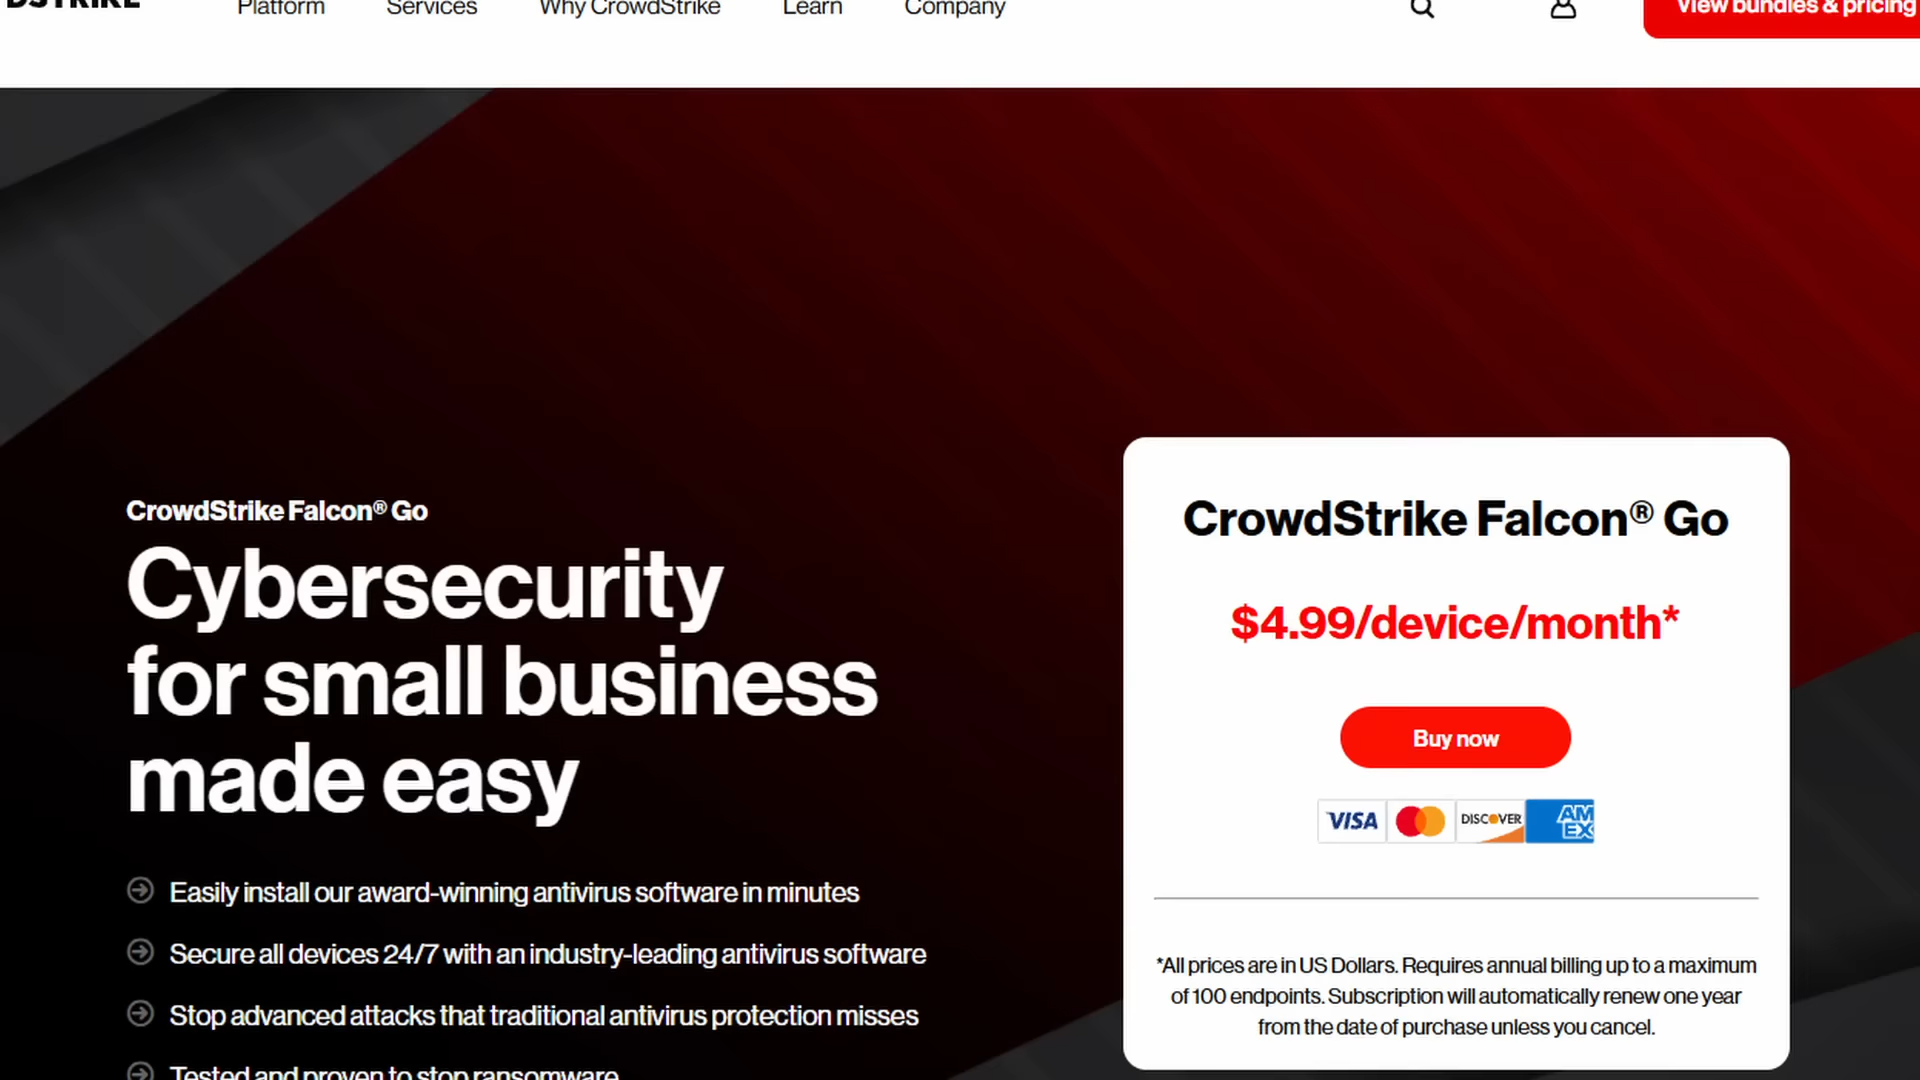 DSTRIKE
Platform
Services
Why CrowdStrike
Learn
Company
View bundles & pricing
CrowdStrike Falcon® Go
Cybersecurity
for small business
made easy
Easily install our award-winning antivirus software in minutes
Secure all devices 24/7 with an industry-leading antivirus software
Stop advanced attacks that traditional antivirus protection misses
Tested and proven to stop ransomware
CrowdStrike Falcon® Go
$4.99/device/month*
Buy now
VISA
DISCOVER
AM
EX
*All prices are in US Dollars. Requires annual billing up to a maximum
of 100 endpoints. Subscription will automatically renew one year
from the date of purchase unless you cancel.